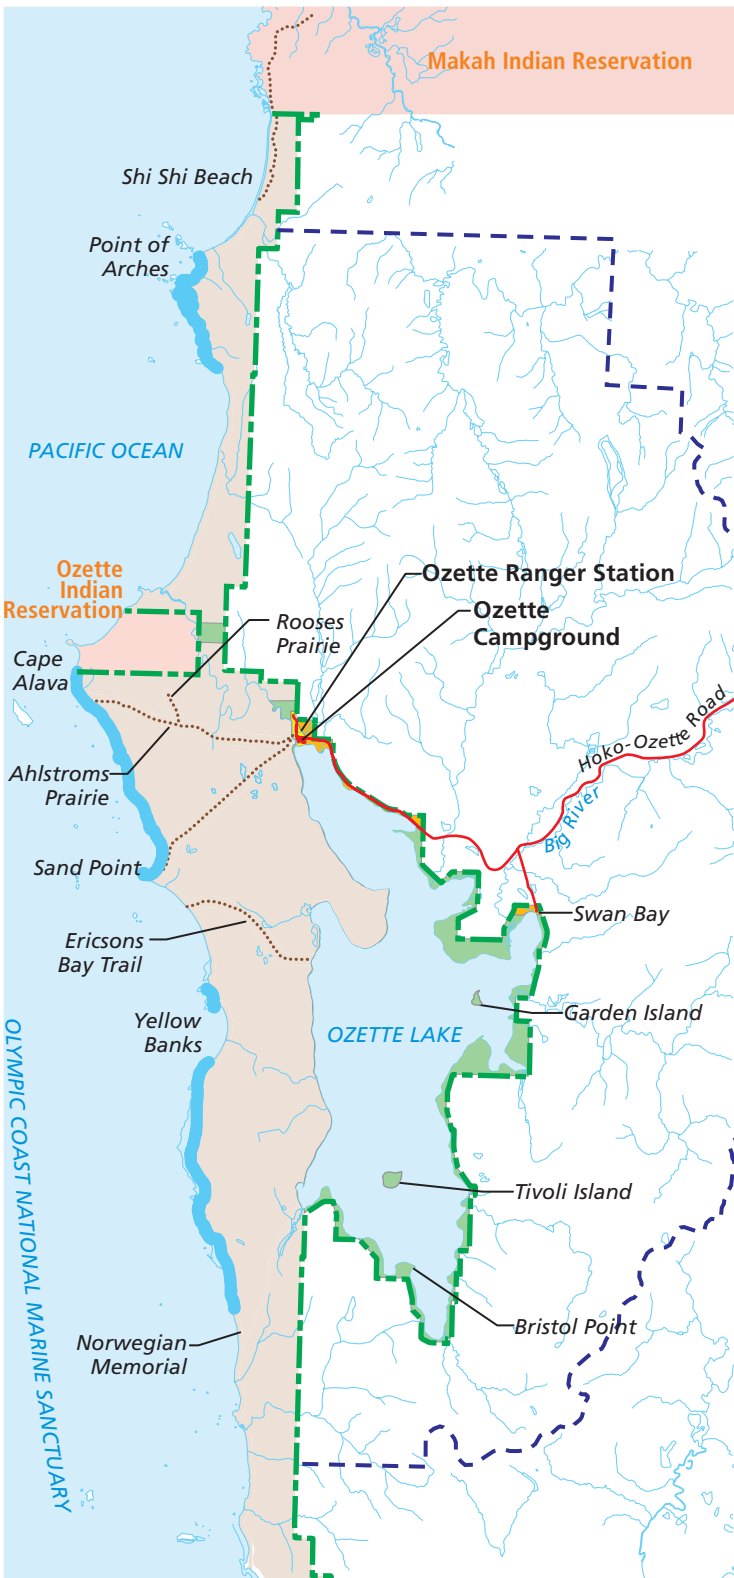 Makah Indian Reservation
Shi Shi Beach
Point of
Arches
PACIFIC OCEAN
Ozette
Indian
Reservation
Ozette Ranger Station
Ozette
Campground
Rooses
Prairie
Cape
Alava
Hoko-Ozette Road
Big River
Ahlstroms
Prairie
Sand Point
Swan Bay
Ericsons
Bay Trail
Garden Island
Yellow
Banks
OZETTE LAKE
OLYMPIC COAST NATIONAL MARINE SANCTUARY
Tivoli Island
Bristol Point
Norwegian
Memorial